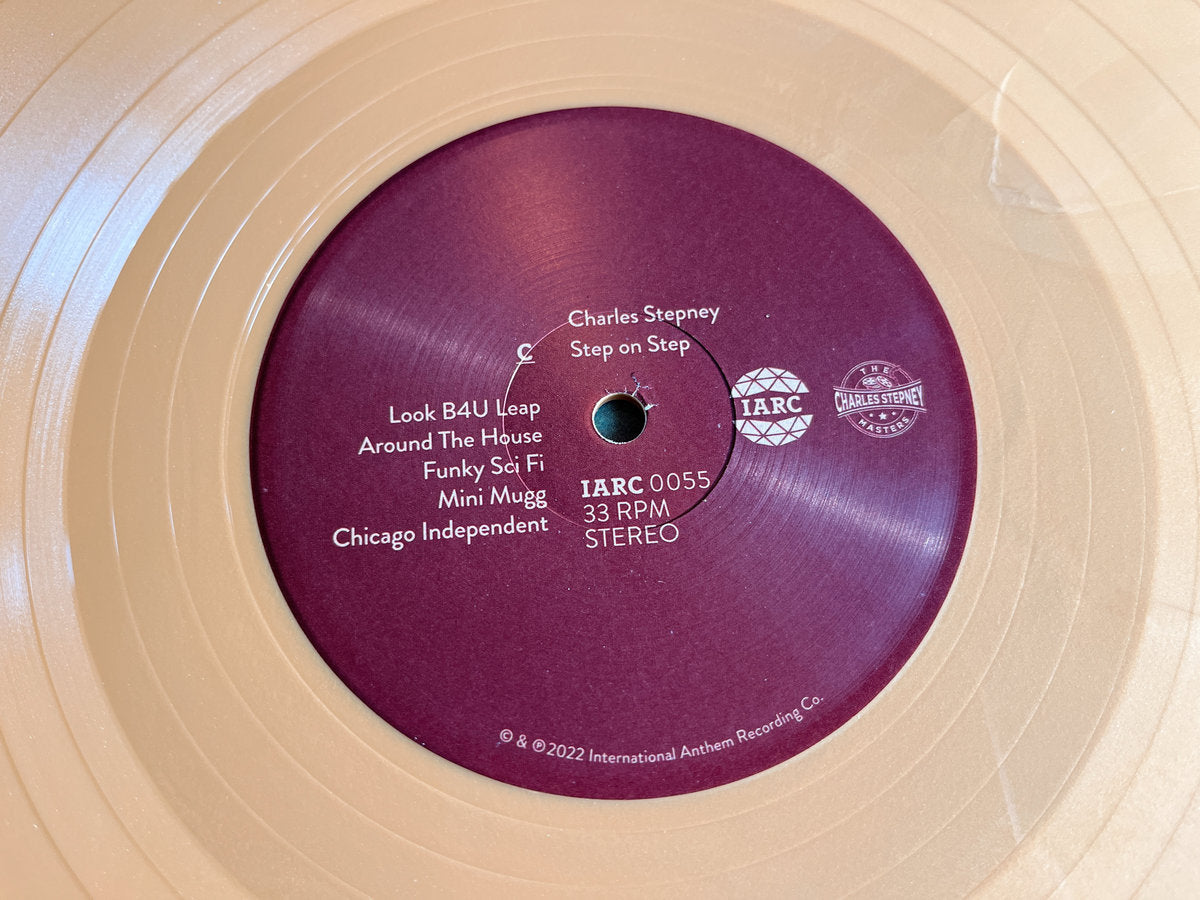 Charles Stepney
Step on Step
C
Look B4U Leap
Around The House
Funky Sci Fi
Mini Mugg
Chicago Independent
IARC
THE
CHARLES STEPNEY
MASTERS
IARC 0055
33 RPM
STEREO
© & ℗2022 International Anthem Recording Co.